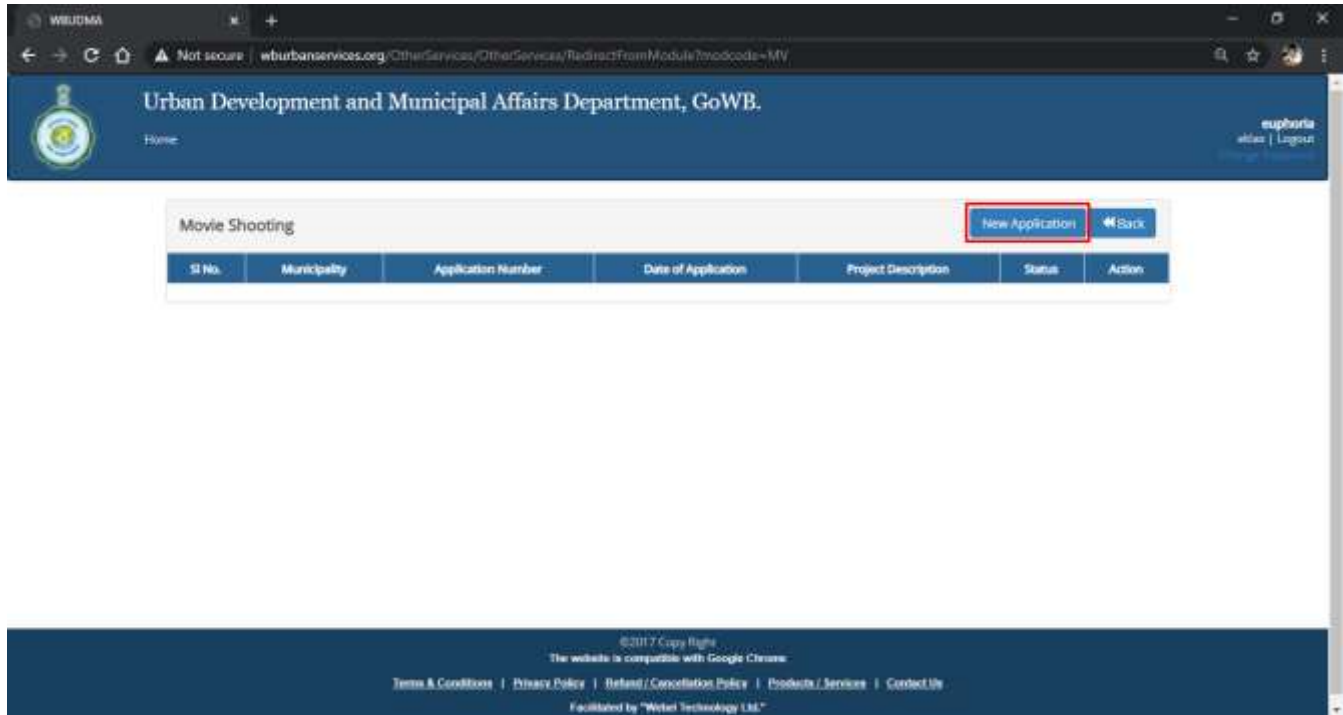 WBUDMA
Not secure | wburbanservices.org/OtherServices/OtherServices/RedirectFromModule?modcode=MV
Urban Development and Municipal Affairs Department, GoWB.
Home
euphoria
| Logout
Movie Shooting
New Application
Back
Sl No.
Municipality
Application Number
Date of Application
Project Description
Status
Action
©2017 Copy Right
The website is compatible with Google Chrome
Terms & Conditions | Privacy Policy | Refund / Cancellation Policy | Products / Services | Contact Us
Facilitated by "Webel Technology Ltd."